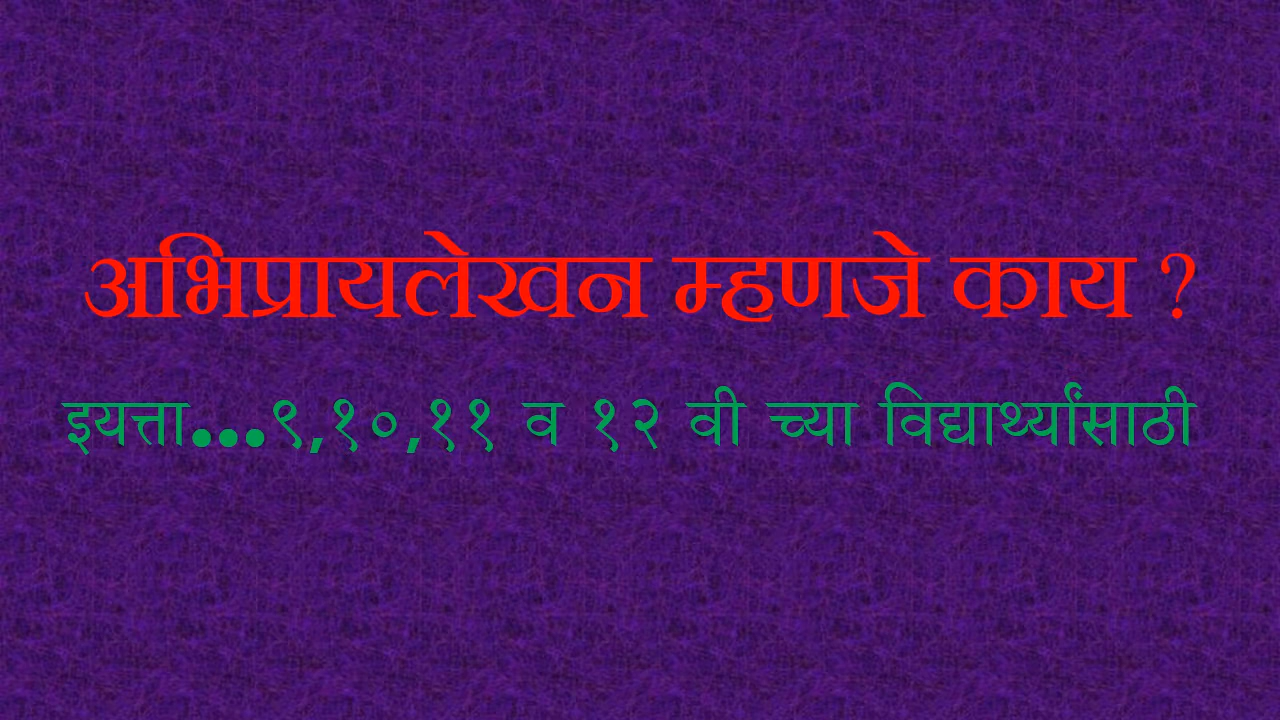 अभिप्रायलेखन म्हणजे काय ?
इयत्ता...९,१०,११ व १२ वी च्या विद्यार्थ्यांसाठी